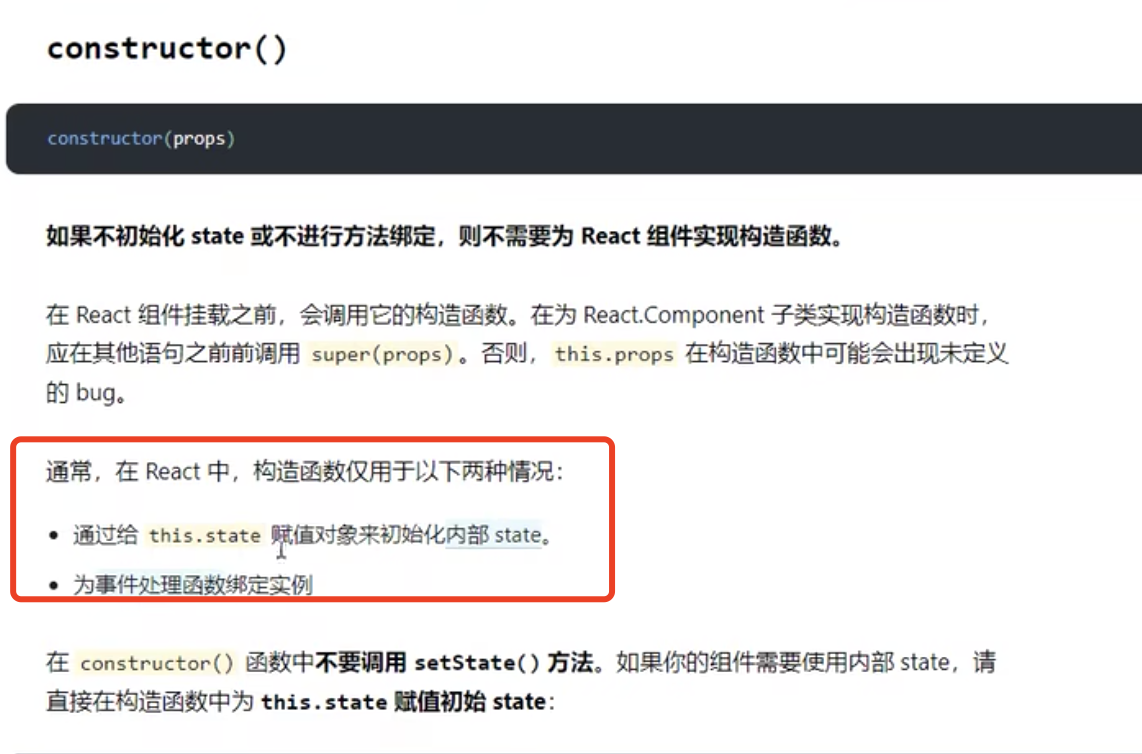 constructor()
constructor(props)
如果不初始化 state 或不进行方法绑定，则不需要为 React 组件实现构造函数。
在 React 组件挂载之前，会调用它的构造函数。在为 React.Component 子类实现构造函数时，
应在其他语句之前前调用 super(props)。否则，this.props 在构造函数中可能会出现未定义
的 bug。
通常，在 React 中，构造函数仅用于以下两种情况：
• 通过给 this.state 赋值对象来初始化内部 state。
• 为事件处理函数绑定实例
在 constructor() 函数中不要调用 setState() 方法。如果你的组件需要使用内部 state，请
直接在构造函数中为 this.state 赋值初始 state：